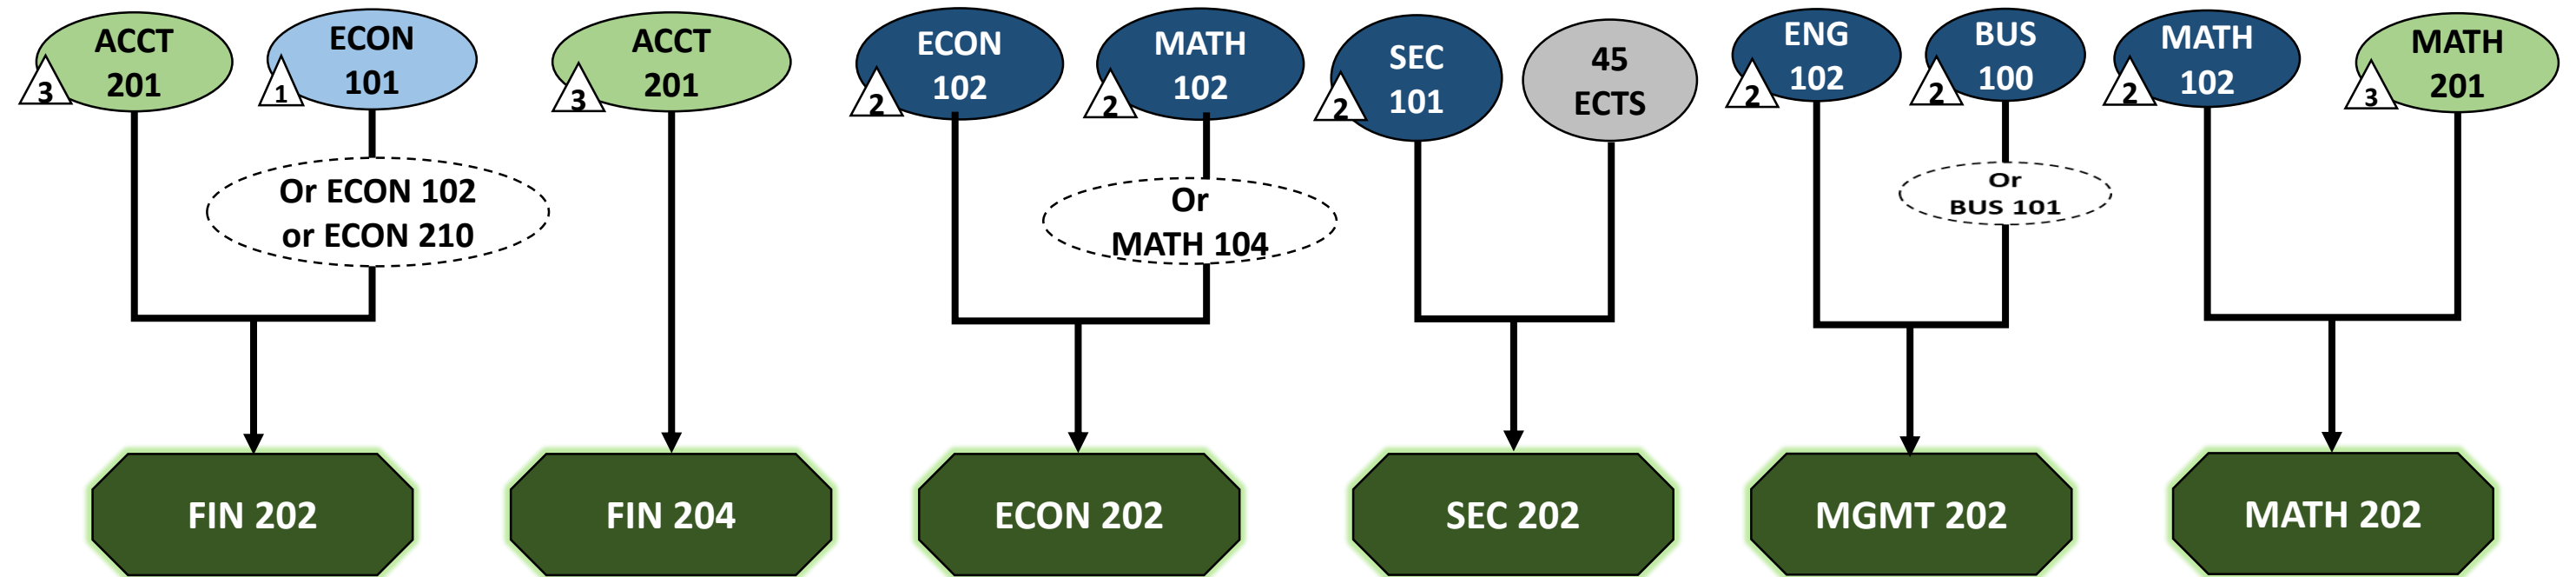 ACCT
201
3
ECON
101
1
Or ECON 102
or ECON 210
FIN 202
ACCT
201
3
FIN 204
ECON
102
2
MATH
102
2
Or
MATH 104
ECON 202
SEC
101
2
45
ECTS
SEC 202
ENG
102
2
BUS
100
2
Or
BUS 101
MGMT 202
MATH
102
2
MATH
201
3
MATH 202